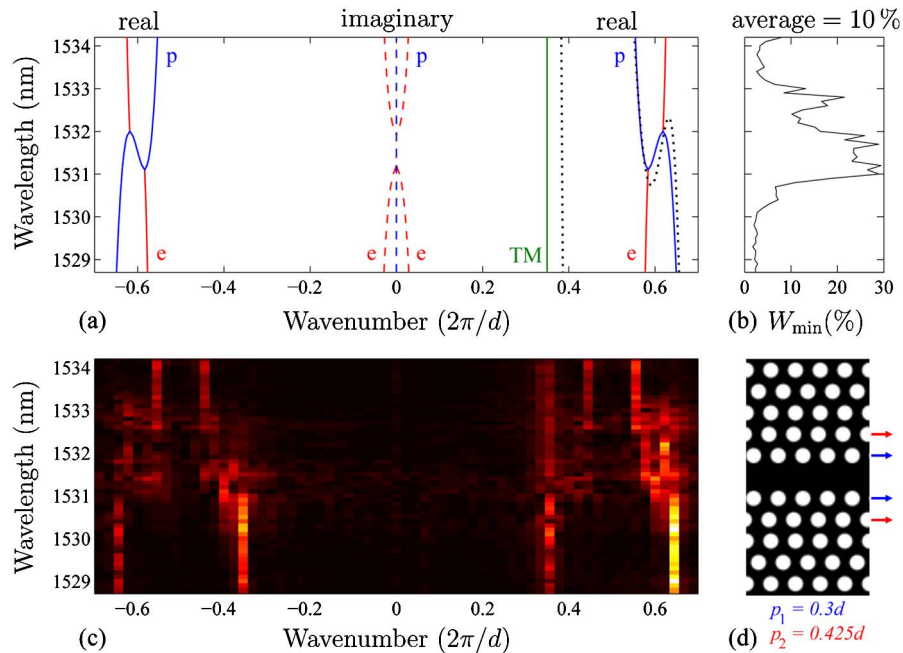 real imaginary real average = 10 %
1534
1533
1532
1531
1530
1529
Wavelength (nm)
p p p
e e e e
TM
−0.6 −0.4 −0.2 0 0.2 0.4 0.6
0 10 20 30
(a) Wavenumber (2π/d) (b) W_min(%)
1534
1533
1532
1531
1530
1529
Wavelength (nm)
−0.6 −0.4 −0.2 0 0.2 0.4 0.6
p₁ = 0.3d
p₂ = 0.425d
(c) Wavenumber (2π/d) (d)